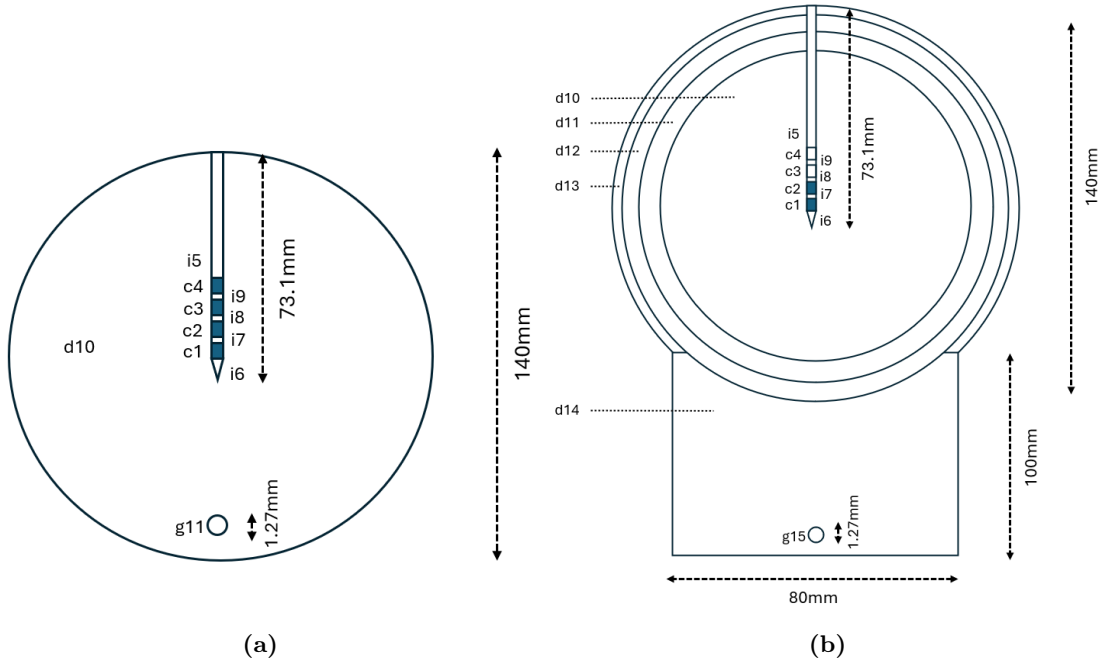 i5
c4
i9
c3
i8
c2
i7
c1
i6
d10
g11
1.27mm
73.1mm
140mm
(a)
d10
d11
d12
d13
i5
c4
i9
c3
i8
c2
i7
c1
i6
73.1mm
140mm
d14
100mm
g15
1.27mm
80mm
(b)